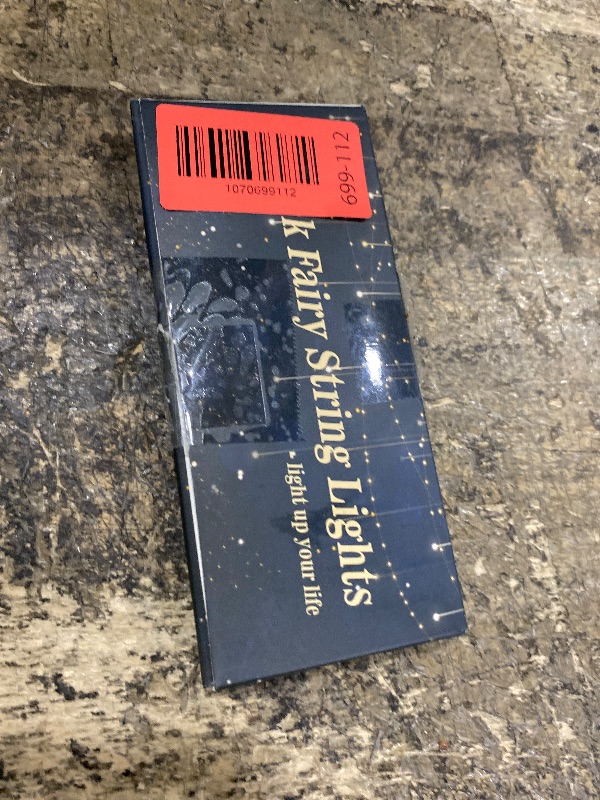 1070699112
699-112
k Fairy String Lights
light up your life